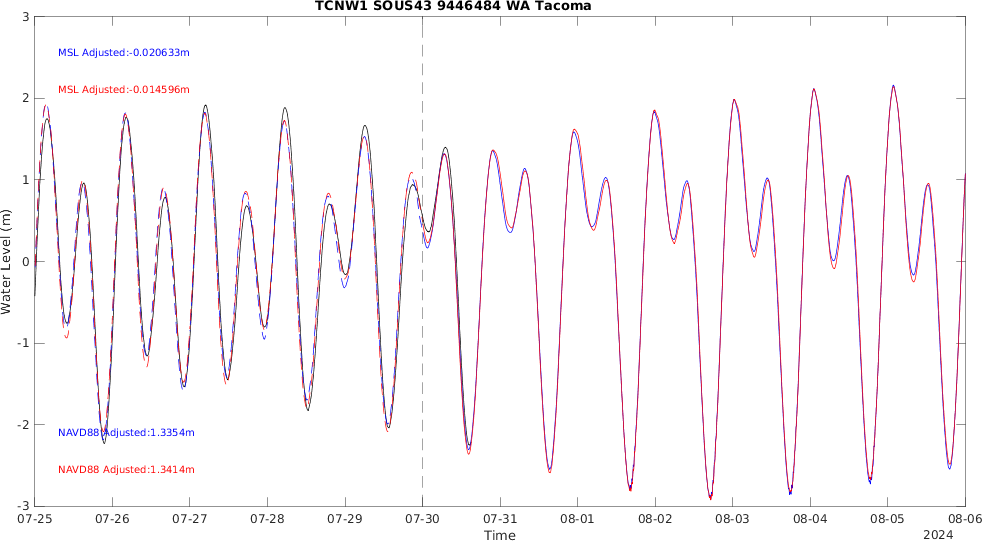 TCNW1 SOUS43 9446484 WA Tacoma
3
MSL Adjusted:-0.020633m
MSL Adjusted:-0.014596m
2
1
0
-1
-2
-3
Water Level (m)
NAVD88 Adjusted:1.3354m
NAVD88 Adjusted:1.3414m
07-25 07-26 07-27 07-28 07-29 07-30 07-31 08-01 08-02 08-03 08-04 08-05 08-06
Time
2024